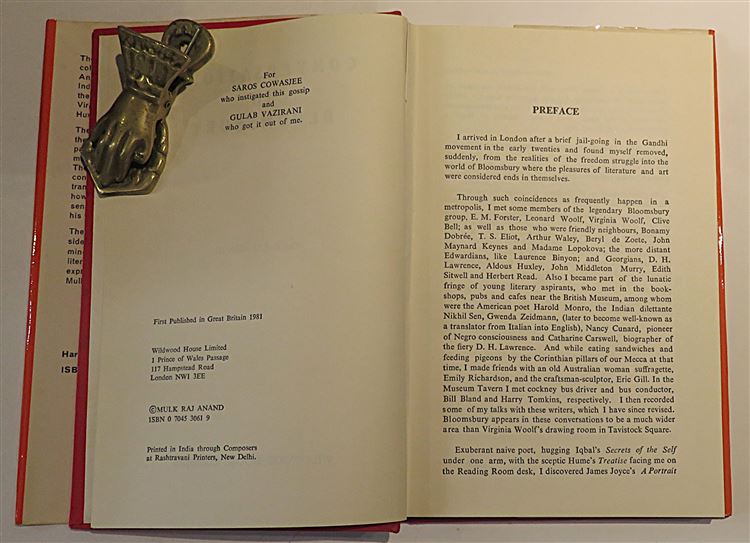 For
SAROS COWASJEE
who instigated this gossip
and
GULAB VAZIRANI
who got it out of me.
First Published in Great Britain 1981
Wildwood House Limited
1 Prince of Wales Passage
117 Hampstead Road
London NW1 3EE
©MULK RAJ ANAND
ISBN 0 7045 3061 9
Printed in India through Composers
at Rashtravani Printers, New Delhi.
PREFACE
I arrived in London after a brief jail-going in the Gandhi
movement in the early twenties and found myself removed,
suddenly, from the realities of the freedom struggle into the
world of Bloomsbury where the pleasures of literature and art
were considered ends in themselves.
Through such coincidences as frequently happen in a
metropolis, I met some members of the legendary Bloomsbury
group, E. M. Forster, Leonard Woolf, Virginia Woolf, Clive
Bell; as well as those who were friendly neighbours, Bonamy
Dobrée, T. S. Eliot, Arthur Waley, Beryl de Zoete, John
Maynard Keynes and Madame Lopokova; the more distant
Edwardians, like Laurence Binyon; and Georgians, D. H.
Lawrence, Aldous Huxley, John Middleton Murry, Edith
Sitwell and Herbert Read. Also I became part of the lunatic
fringe of young literary aspirants, who met in the book-
shops, pubs and cafes near the British Museum, among whom
were the American poet Harold Monro, the Indian dilettante
Nikhil Sen, Gwenda Zeidmann, (later to become well-known as
a translator from Italian into English), Nancy Cunard, pioneer
of Negro consciousness and Catharine Carswell, biographer of
the fiery D. H. Lawrence. And while eating sandwiches and
feeding pigeons by the Corinthian pillars of our Mecca at that
time, I made friends with an old Australian woman suffragette,
Emily Richardson, and the craftsman-sculptor, Eric Gill. In the
Museum Tavern I met cockney bus driver and bus conductor,
Bill Bland and Harry Tomkins, respectively. I then recorded
some of my talks with these writers, which I have since revised.
Bloomsbury appears in these conversations to be a much wider
area than Virginia Woolf's drawing room in Tavistock Square.
Exuberant naive poet, hugging Iqbal's Secrets of the Self
under one arm, with the sceptic Hume's Treatise facing me on
the Reading Room desk, I discovered James Joyce's A Portrait